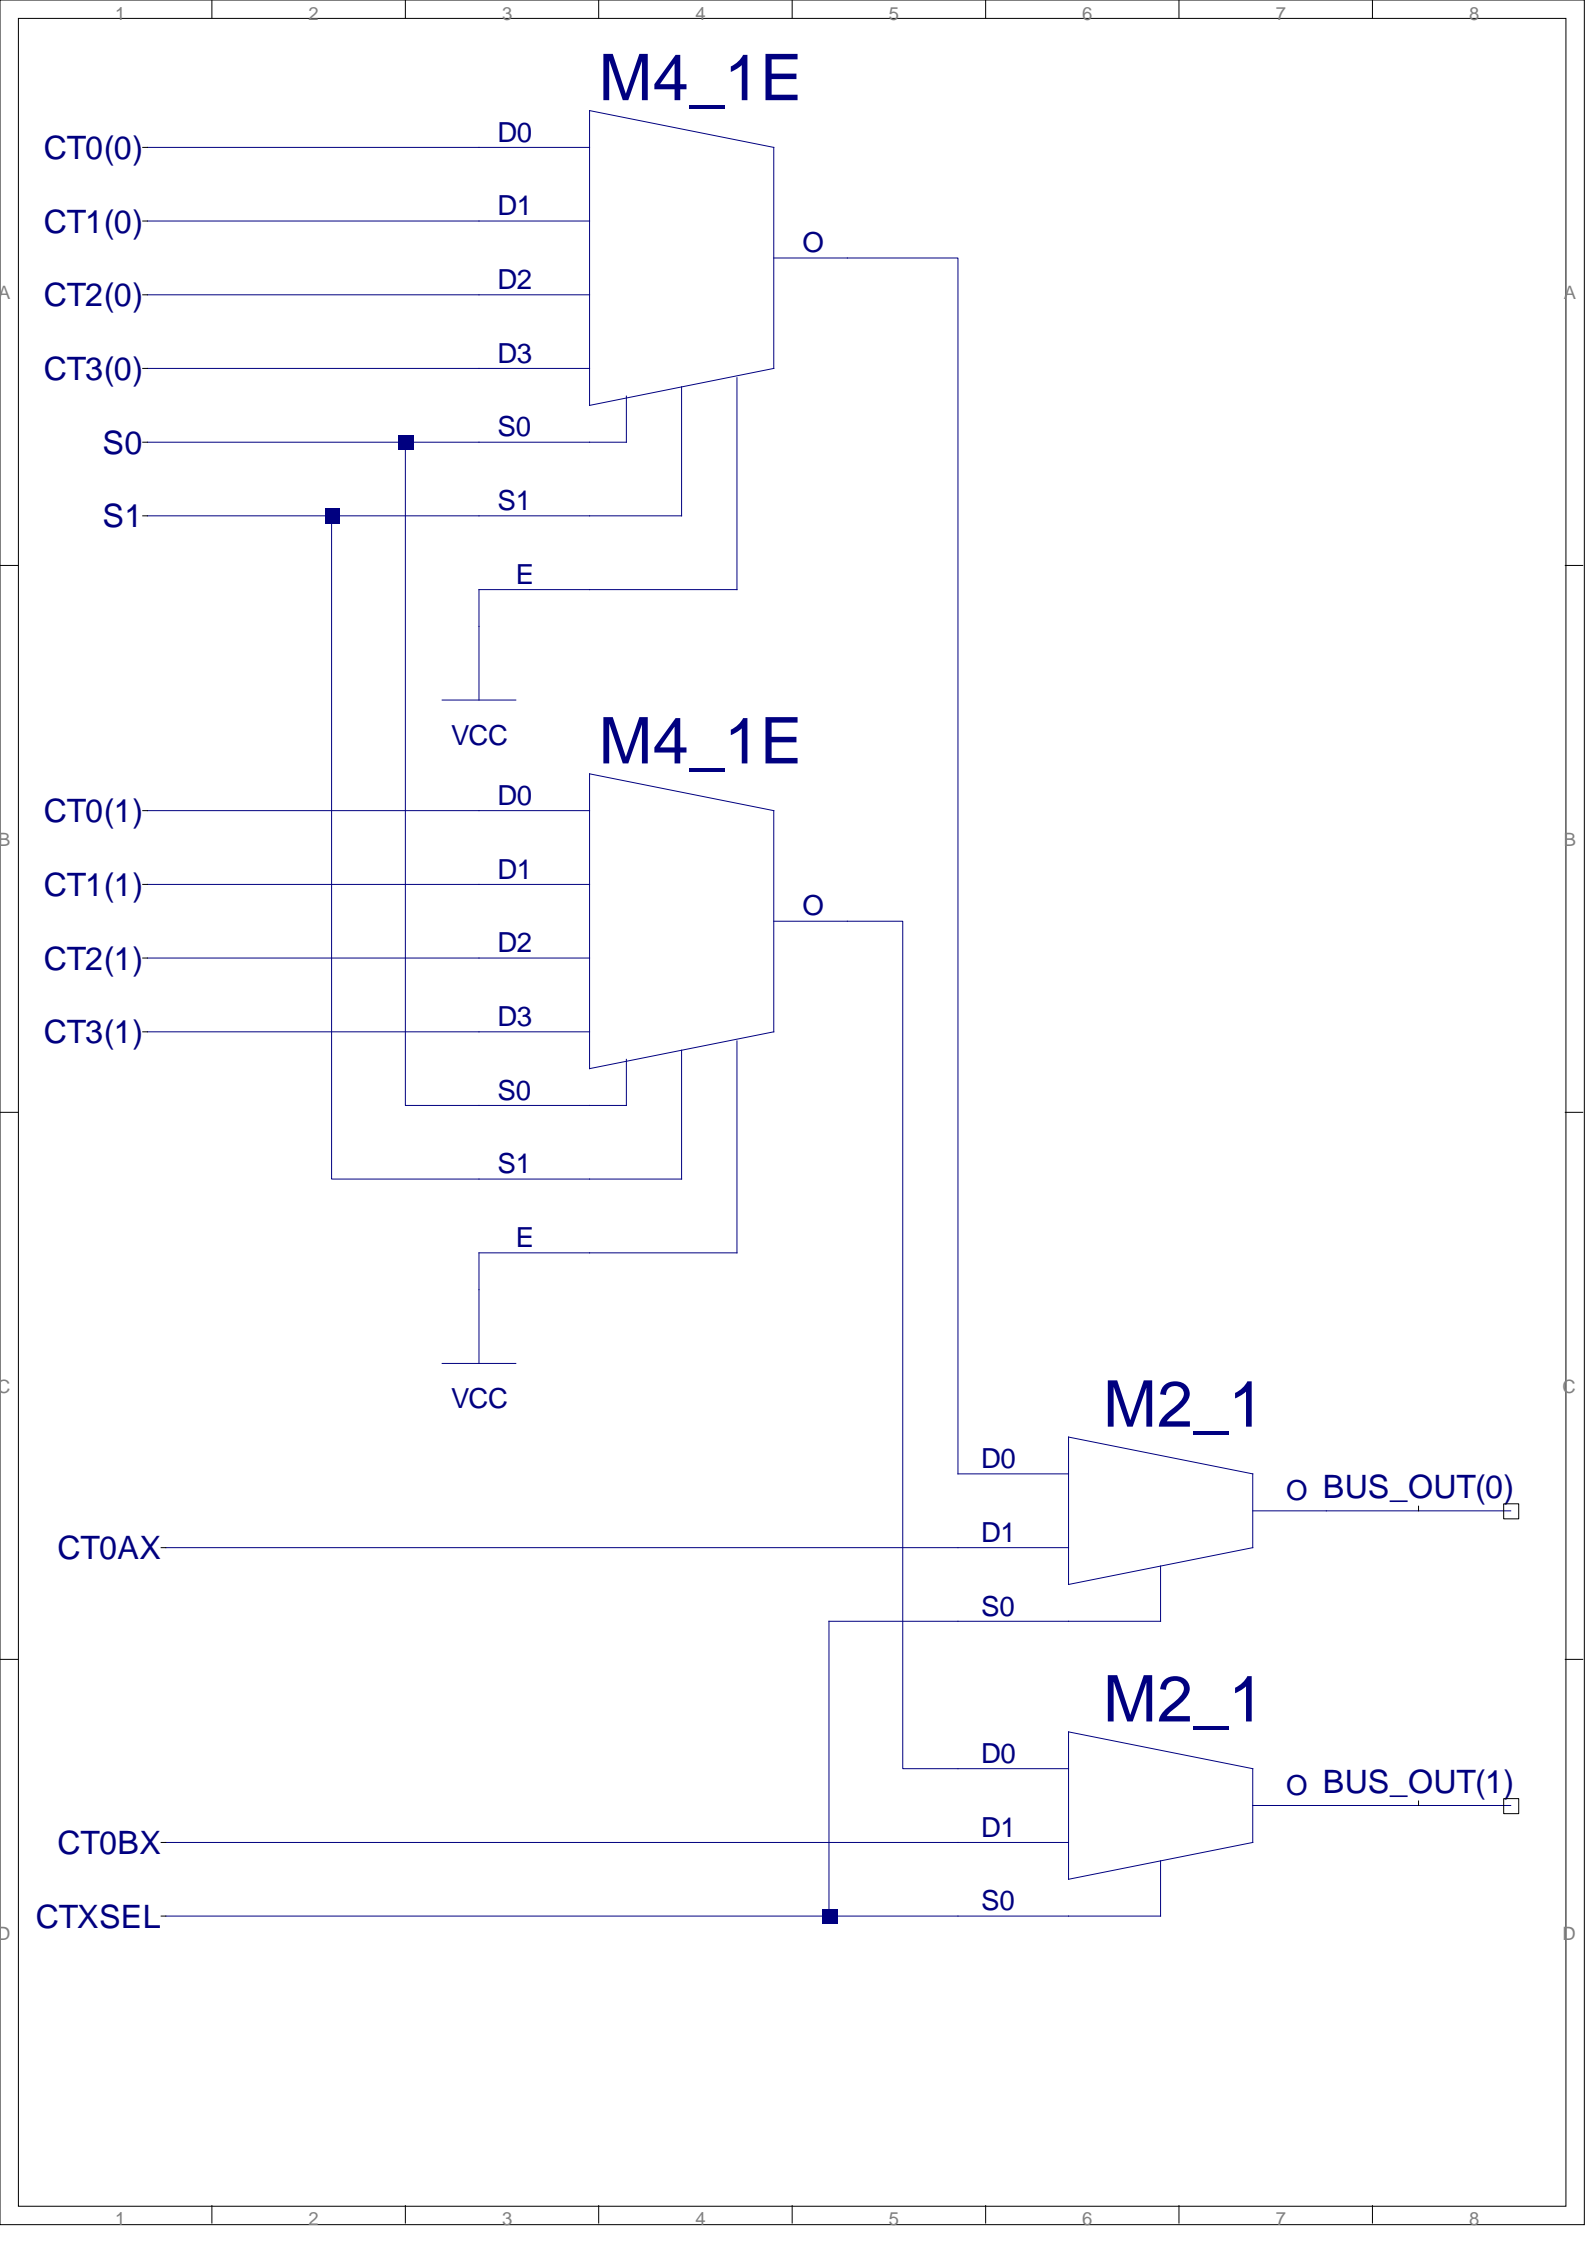 1 2 3 4 5 6 7 8
M4_1E
CT0(0) D0
CT1(0) D1
O
CT2(0) D2
A A
CT3(0) D3
S0 S0
S1 S1
E
VCC
M4_1E
CT0(1) D0
B B
CT1(1) D1
O
CT2(1) D2
CT3(1) D3
S0
S1
E
VCC
C C
M2_1
D0
O BUS_OUT(0)
CT0AX D1
S0
M2_1
D0
O BUS_OUT(1)
CT0BX D1
CTXSEL S0
D D
1 2 3 4 5 6 7 8